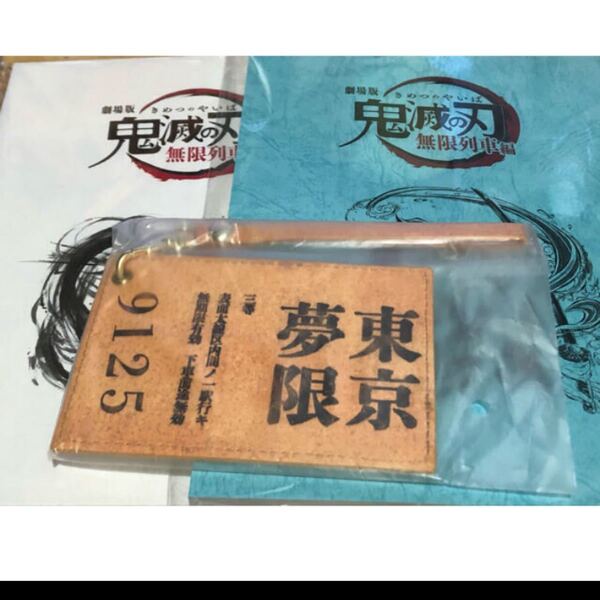 劇場版
きめつのやいば
鬼滅の刃
無限列車
劇場版
きめつのやいば
鬼滅の刃
無限列車編
東京
夢限
三等
9125